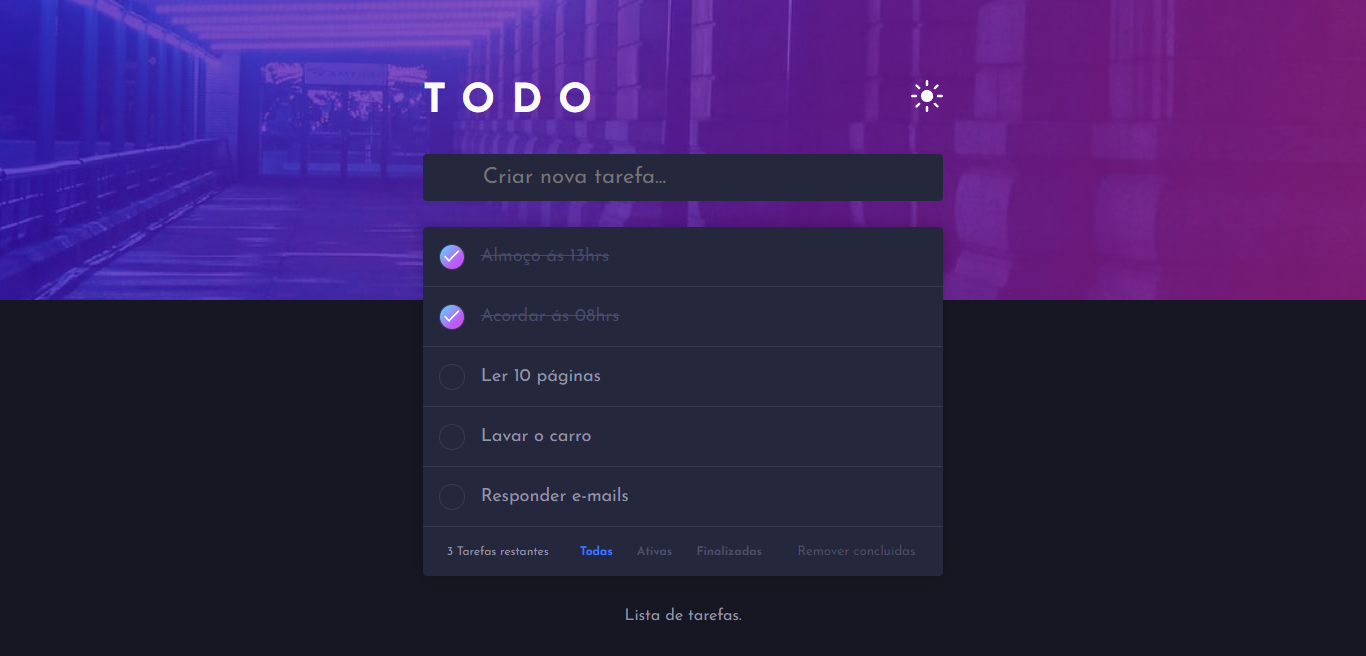 TODO
Criar nova tarefa...
Almoço ás 13hrs
Acordar ás 08hrs
Ler 10 páginas
Lavar o carro
Responder e-mails
3 Tarefas restantes Todas Ativas Finalizadas Remover concluidas
Lista de tarefas.